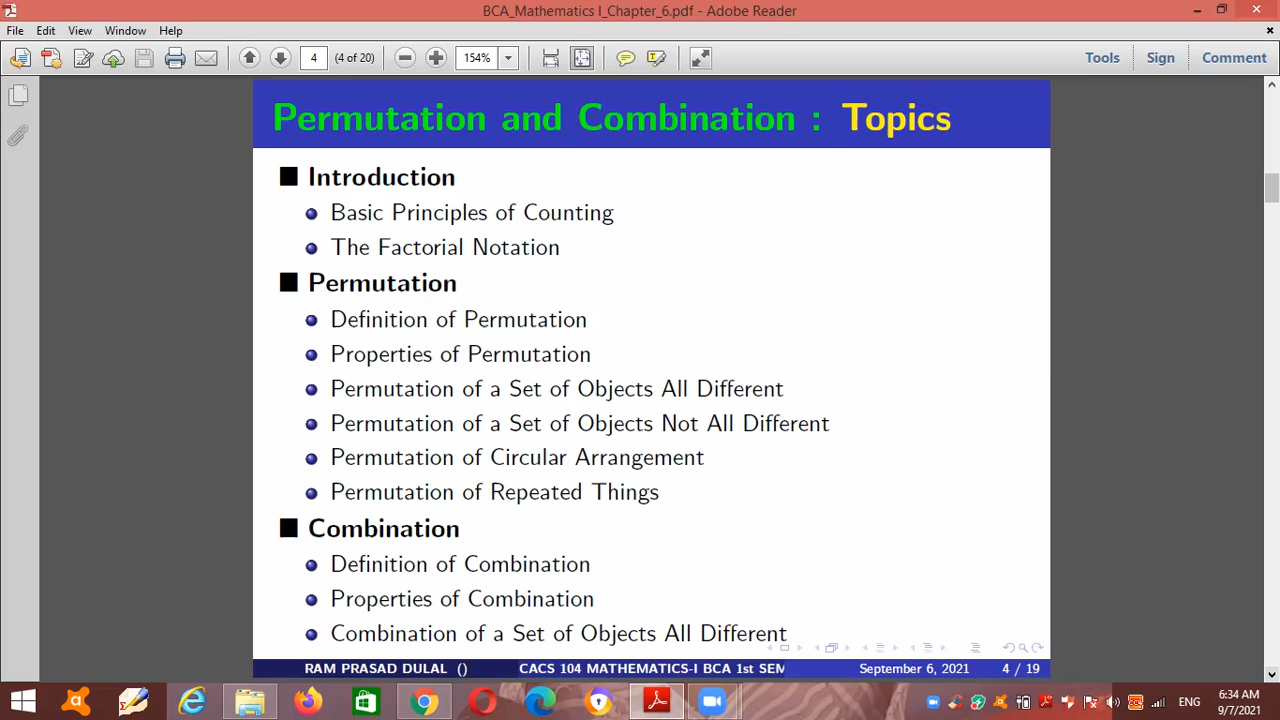 BCA_Mathematics I_Chapter_6.pdf - Adobe Reader
File Edit View Window Help
4 (4 of 20) 154% Tools Sign Comment
Permutation and Combination : Topics
Introduction
Basic Principles of Counting
The Factorial Notation
Permutation
Definition of Permutation
Properties of Permutation
Permutation of a Set of Objects All Different
Permutation of a Set of Objects Not All Different
Permutation of Circular Arrangement
Permutation of Repeated Things
Combination
Definition of Combination
Properties of Combination
Combination of a Set of Objects All Different
RAM PRASAD DULAL () CACS 104 MATHEMATICS-I BCA 1st SEM September 6, 2021 4 / 19
ENG 6:34 AM
9/7/2021